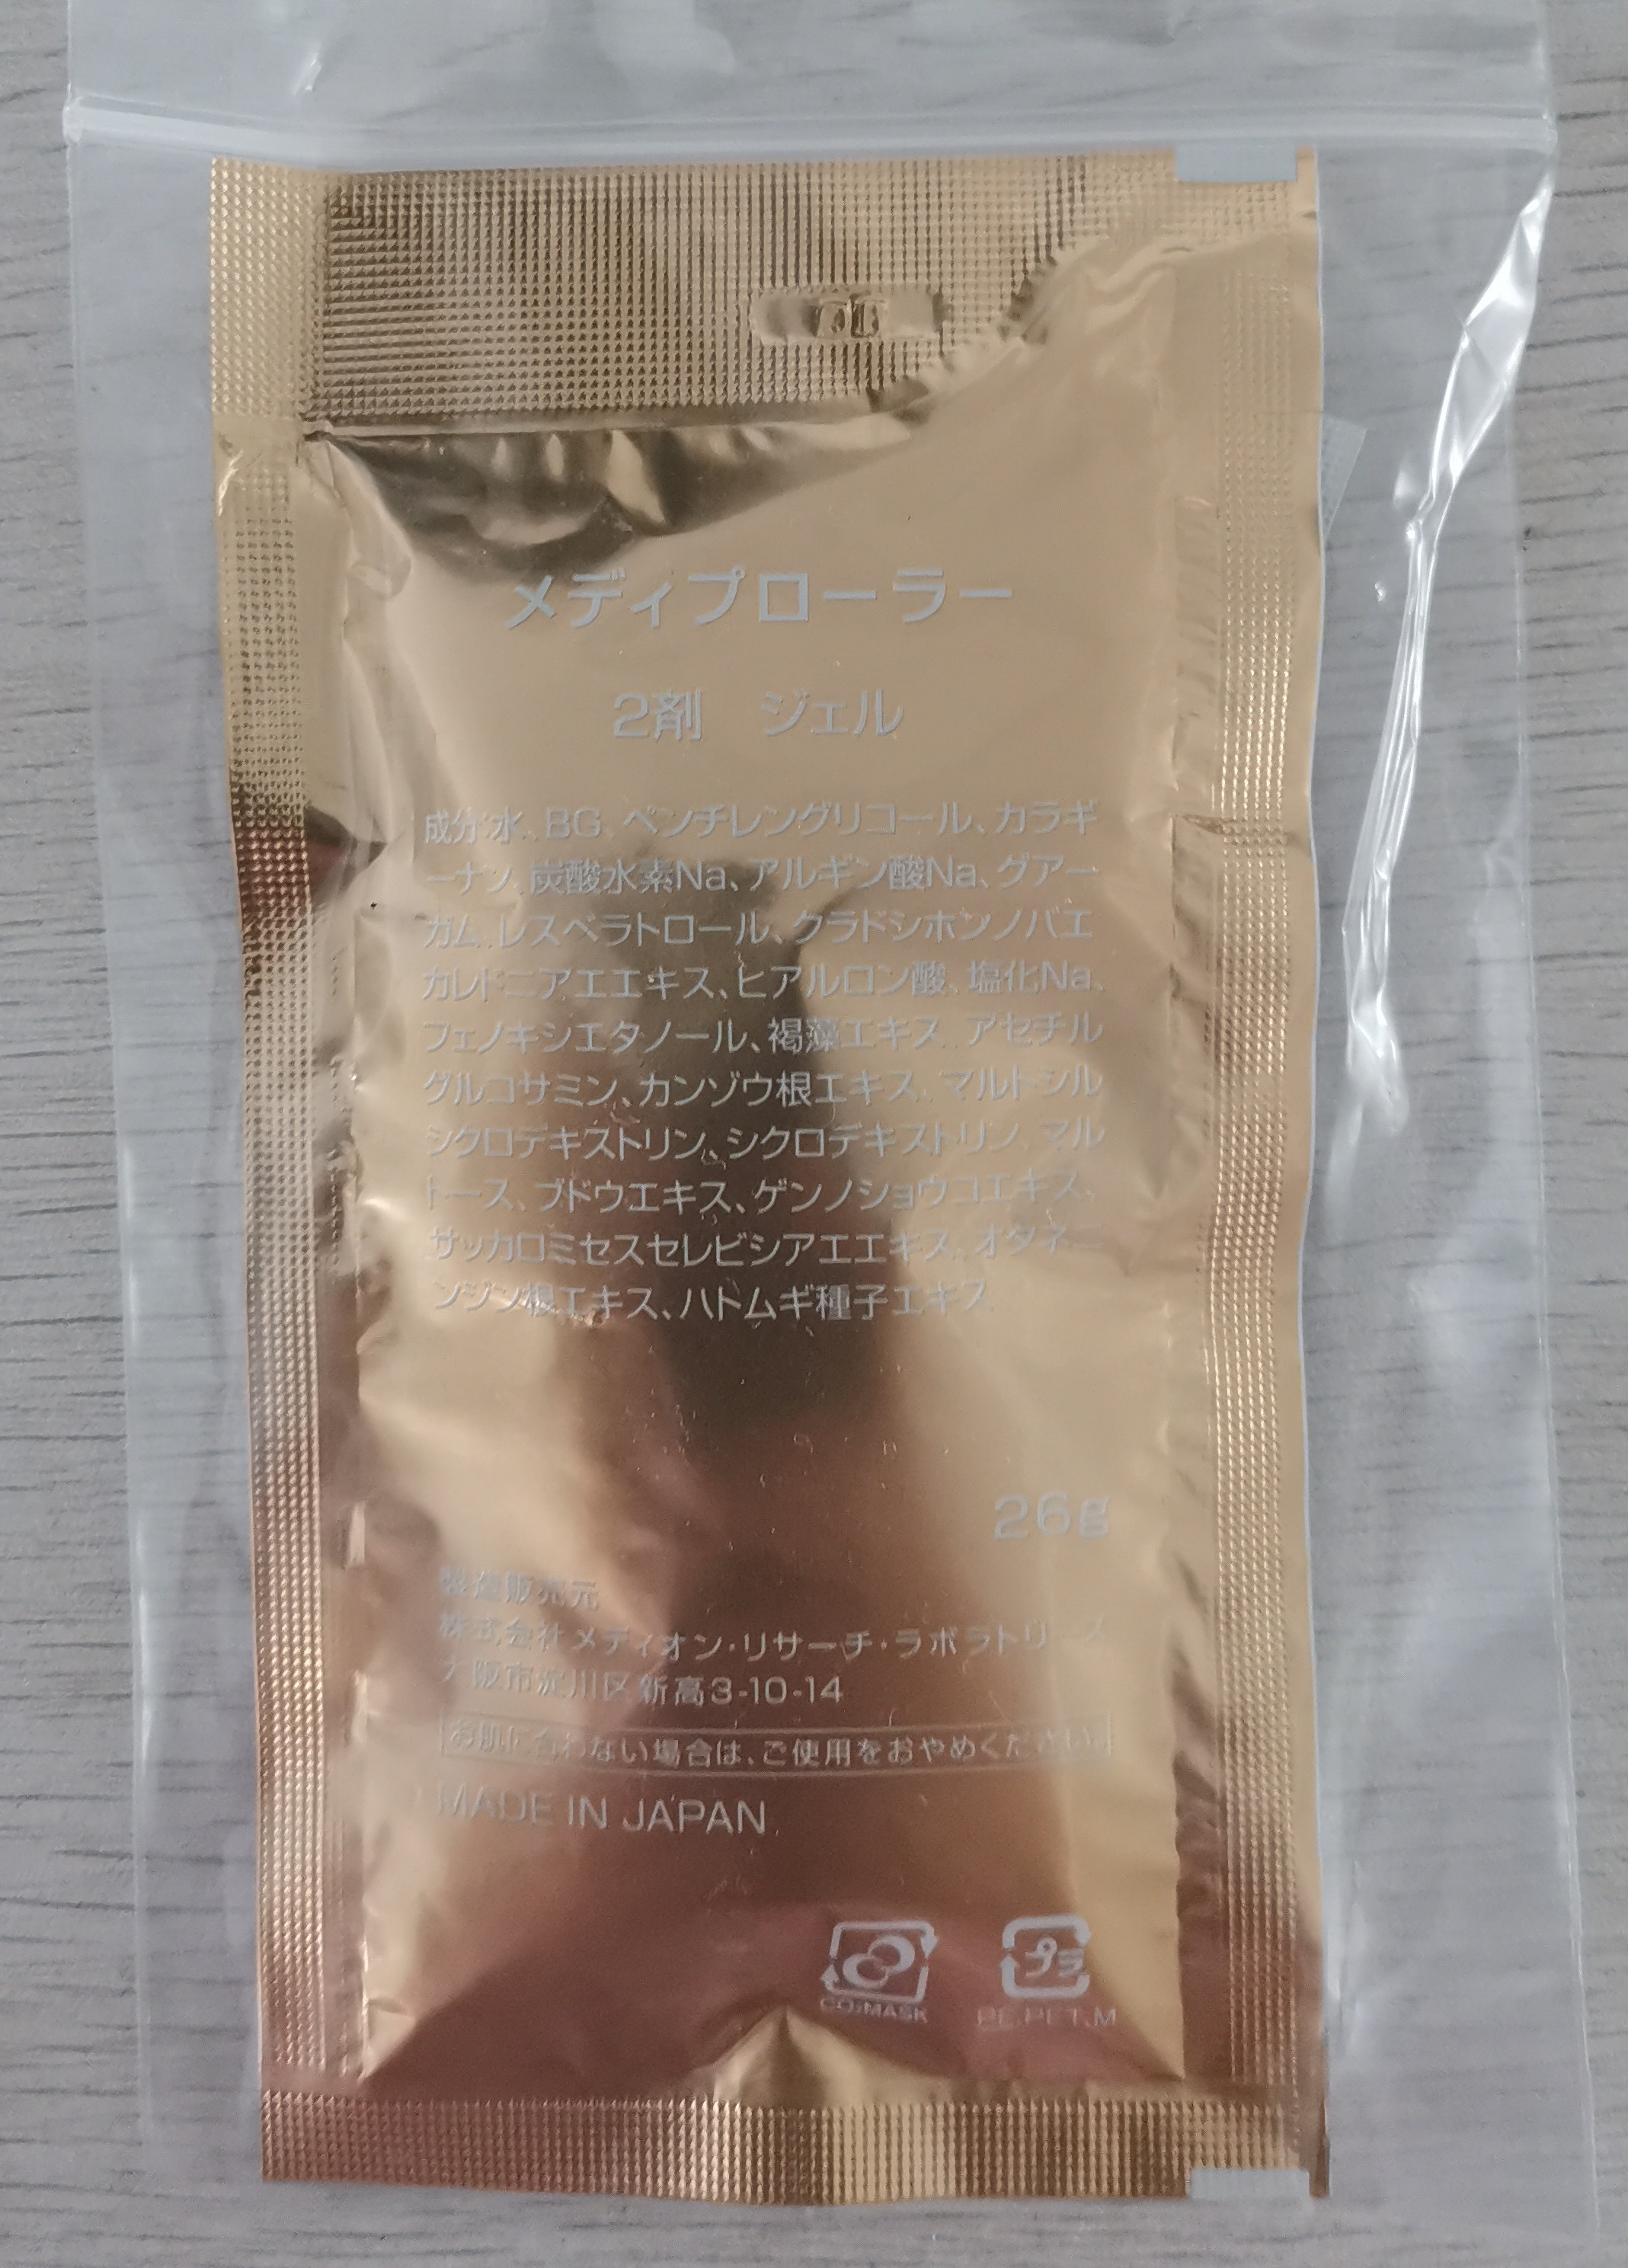 メディプローラー
2剤　ジェル
成分:水、BG、ペンチレングリコール、カラギ
ーナン、炭酸水素Na、アルギン酸Na、グアー
ガム、レスベラトロール、クラドシホンノバエ
カレドニアエエキス、ヒアルロン酸、塩化Na、
フェノキシエタノール、褐藻エキス、アセチル
グルコサミン、カンゾウ根エキス、マルトシル
シクロデキストリン、シクロデキストリン、マル
トース、ブドウエキス、ゲンノショウコエキス、
サッカロミセスセレビシアエエキス、オタネニ
ンジン根エキス、ハトムギ種子エキス
26g
製造販売元
株式会社メディオン・リサーチ・ラボラトリーズ
大阪市淀川区新高3-10-14
お肌に合わない場合は、ご使用をおやめください。
MADE IN JAPAN
CO₂MASK
プラ
PE,PET,M